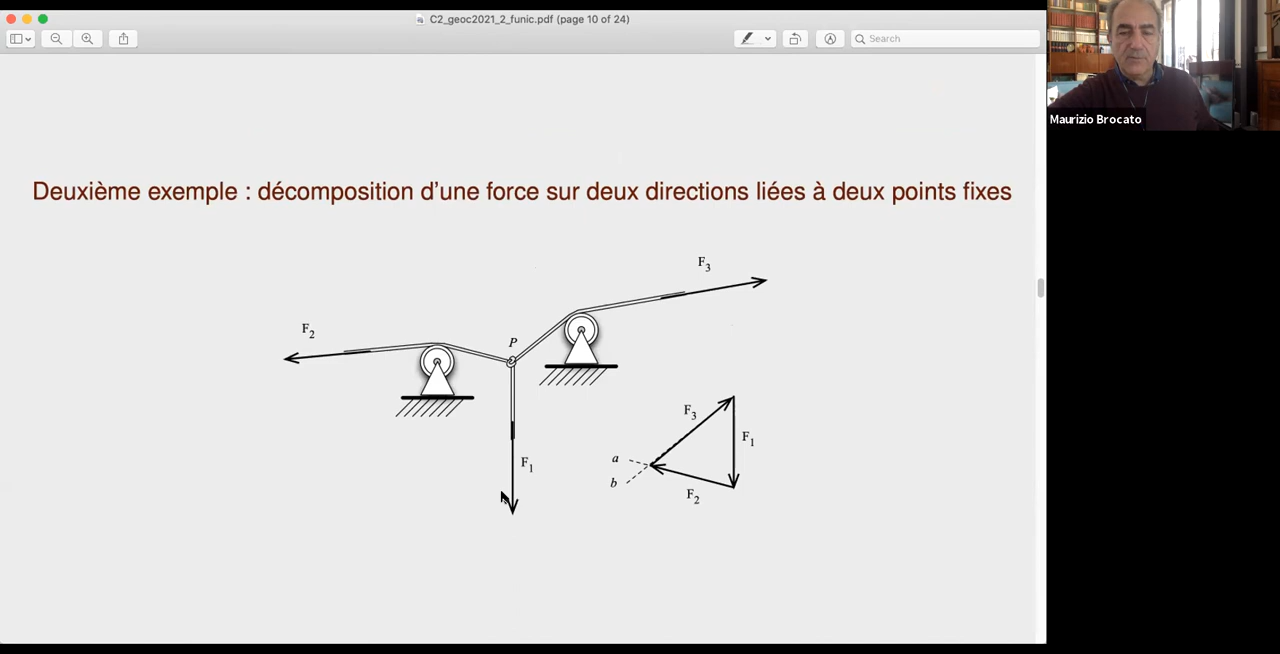 C2_geoc2021_2_funic.pdf (page 10 of 24)
Search
Maurizio Brocato
Deuxième exemple : décomposition d'une force sur deux directions liées à deux points fixes
F3
F2
P
F1
F3
F1
a
b
F2